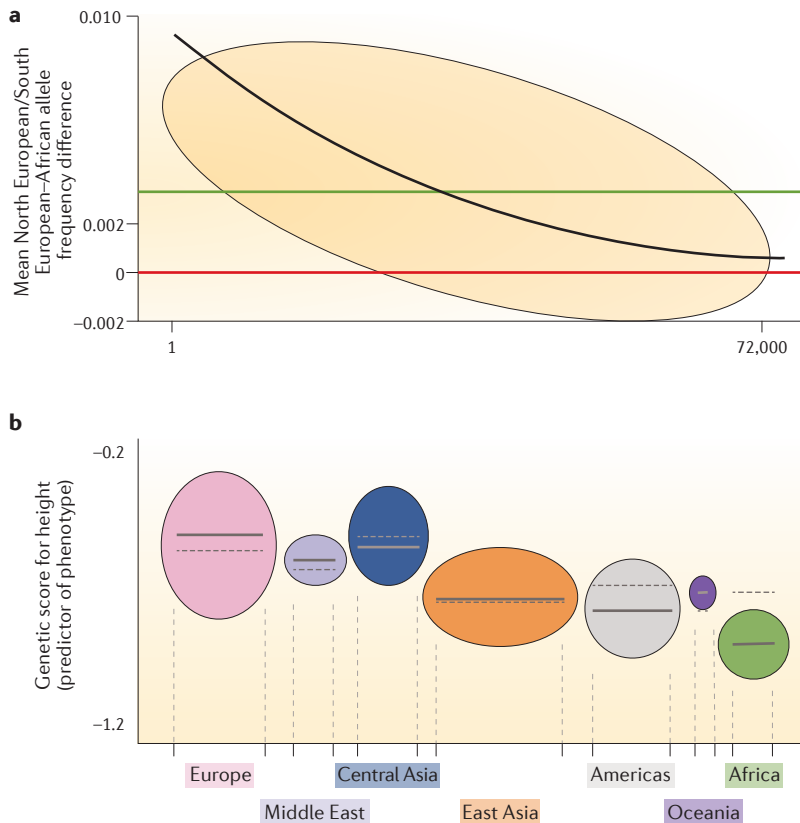 a
Mean North European/South
European–African allele
frequency difference
0.010
0.002
0
–0.002
1
72,000
b
Genetic score for height
(predictor of phenotype)
–0.2
–1.2
Europe
Central Asia
Americas
Africa
Middle East
East Asia
Oceania